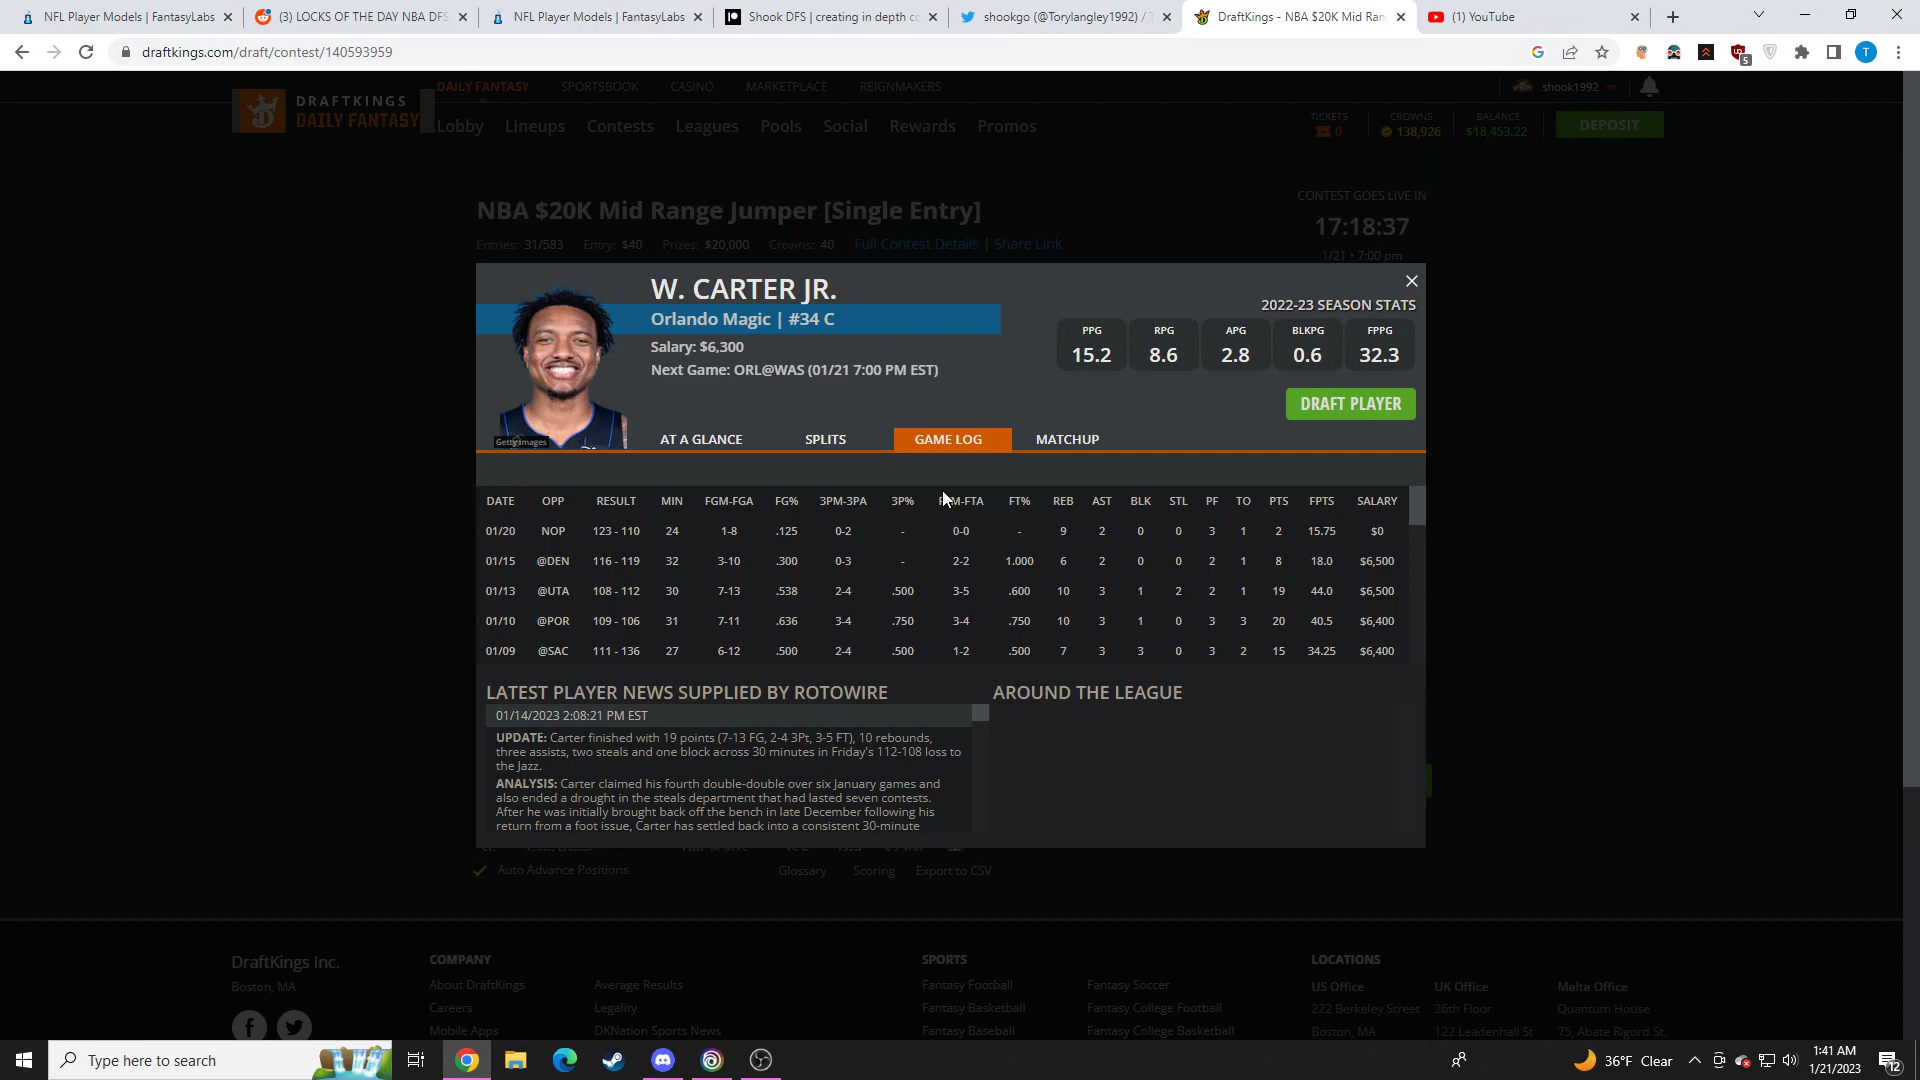 NFL Player Models | FantasyLabs
(3) LOCKS OF THE DAY NBA DFS
NFL Player Models | FantasyLabs
Shook DFS | creating in depth co
shookgo (@Torylangley1992) / T
DraftKings - NBA $20K Mid Ran
(1) YouTube
draftkings.com/draft/contest/140593959
5
T
DRAFTKINGS
DAILY FANTASY
DAILY FANTASY SPORTSBOOK CASINO MARKETPLACE REIGNMAKERS
shook1992
Lobby Lineups Contests Leagues Pools Social Rewards Promos
TICKETS
0
CROWNS
138,926
BALANCE
$18,453.22
DEPOSIT
NBA $20K Mid Range Jumper [Single Entry]
Entries: 31/583 Entry: $40 Prizes: $20,000 Crowns: 40 Full Contest Details | Share Link
CONTEST GOES LIVE IN
17:18:37
1/21 • 7:00 pm
W. CARTER JR.
Orlando Magic | #34 C
Salary: $6,300
Next Game: ORL@WAS (01/21 7:00 PM EST)
Getty Images
2022-23 SEASON STATS
PPG RPG APG BLKPG FPPG
15.2 8.6 2.8 0.6 32.3
DRAFT PLAYER
AT A GLANCE SPLITS GAME LOG MATCHUP
DATE OPP RESULT MIN FGM-FGA FG% 3PM-3PA 3P% M-FTA FT% REB AST BLK STL PF TO PTS FPTS SALARY
01/20 NOP 123 - 110 24 1-8 .125 0-2 - 0-0 - 9 2 0 0 3 1 2 15.75 $0
01/15 @DEN 116 - 119 32 3-10 .300 0-3 - 2-2 1.000 6 2 0 0 2 1 8 18.0 $6,500
01/13 @UTA 108 - 112 30 7-13 .538 2-4 .500 3-5 .600 10 3 1 2 2 1 19 44.0 $6,500
01/10 @POR 109 - 106 31 7-11 .636 3-4 .750 3-4 .750 10 3 1 0 3 3 20 40.5 $6,400
01/09 @SAC 111 - 136 27 6-12 .500 2-4 .500 1-2 .500 7 3 3 0 3 2 15 34.25 $6,400
LATEST PLAYER NEWS SUPPLIED BY ROTOWIRE
AROUND THE LEAGUE
01/14/2023 2:08:21 PM EST
UPDATE: Carter finished with 19 points (7-13 FG, 2-4 3Pt, 3-5 FT), 10 rebounds,
three assists, two steals and one block across 30 minutes in Friday's 112-108 loss to
the Jazz.
ANALYSIS: Carter claimed his fourth double-double over six January games and
also ended a drought in the steals department that had lasted seven contests.
After he was initially brought back off the bench in late December following his
return from a foot issue, Carter has settled back into a consistent 30-minute
Auto Advance Positions
Glossary Scoring Export to CSV
DraftKings Inc.
Boston, MA
COMPANY
About DraftKings Average Results
Careers Legality
Mobile Apps DKNation Sports News
SPORTS
Fantasy Football Fantasy Soccer
Fantasy Basketball Fantasy College Football
Fantasy Baseball Fantasy College Basketball
LOCATIONS
US Office UK Office Malta Office
222 Berkeley Street 26th Floor Quantum House
Boston, MA 122 Leadenhall St 75, Abate Rigord St.
Type here to search
36°F Clear
1:41 AM
1/21/2023
12